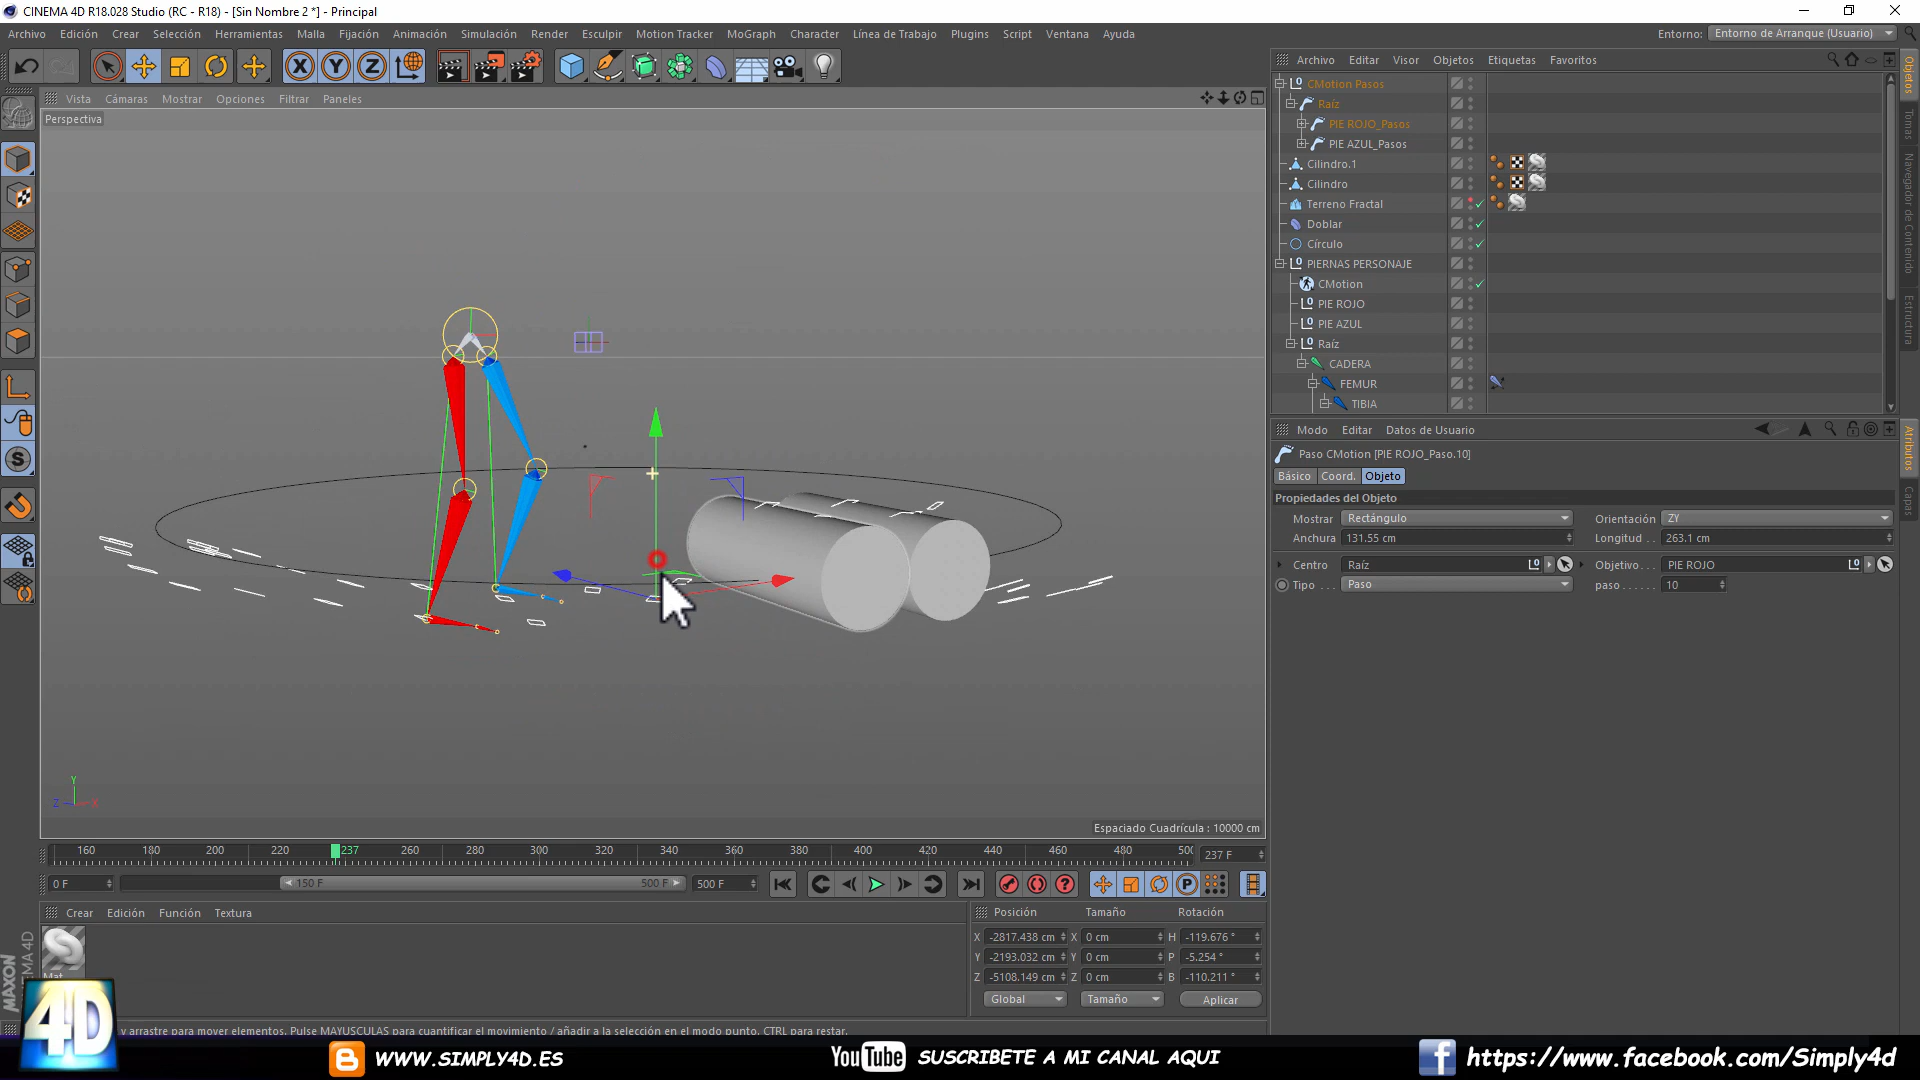 CINEMA 4D R18.028 Studio (RC - R18) - [Sin Nombre 2 *] - Principal
Archivo Edición Crear Selección Herramientas Malla Fijación Animación Simulación Render Esculpir Motion Tracker MoGraph Character Línea de Trabajo Plugins Script Ventana Ayuda Entorno: Entorno de Arranque (Usuario)
X Y Z
Archivo Editar Visor Objetos Etiquetas Favoritos
Vista Cámaras Mostrar Opciones Filtrar Paneles
Perspectiva
CMotion Pasos
Raíz
PIE ROJO_Pasos
PIE AZUL_Pasos
Cilindro.1
Cilindro
Terreno Fractal
Doblar
Círculo
PIERNAS PERSONAJE
CMotion
PIE ROJO
PIE AZUL
Raíz
CADERA
FEMUR
TIBIA
Objetos
Tomas
Navegador de Contenido
Estructura
Modo Editar Datos de Usuario
Paso CMotion [PIE ROJO_Paso.10]
Básico Coord. Objeto
Propiedades del Objeto
Mostrar Rectángulo Orientación ZY
Anchura 131.55 cm Longitud . . 263.1 cm
Centro Raíz Objetivo . . PIE ROJO
Tipo . . . Paso paso . . . . . . 10
Atributos
Capas
S
Y
Z X
Espaciado Cuadrícula : 10000 cm
160 180 200 220 237 260 280 300 320 340 360 380 400 420 440 460 480 500 237 F
0 F 150 F 500 F 500 F
P
Crear Edición Función Textura
Mat
Posición Tamaño Rotación
X -2817.438 cm X 0 cm H -119.676 °
Y -2193.032 cm Y 0 cm P -5.254 °
Z -5108.149 cm Z 0 cm B -110.211 °
Global Tamaño Aplicar
y arrastre para mover elementos. Pulse MAYUSCULAS para cuantificar el movimiento / añadir a la selección en el modo punto, CTRL para restar.
MAXON
4D
WWW.SIMPLY4D.ES
YouTube SUSCRIBETE A MI CANAL AQUI
https://www.facebook.com/Simply4d